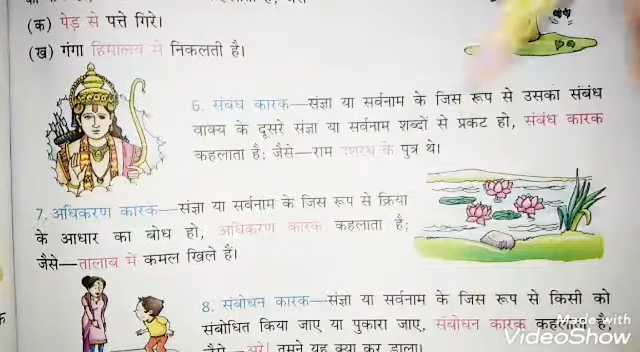 (क) पेड़ से पत्ते गिरे।
(ख) गंगा हिमालय से निकलती है।
6. संबंध कारक—संज्ञा या सर्वनाम के जिस रूप से उसका संबंध
वाक्य के दूसरे संज्ञा या सर्वनाम शब्दों से प्रकट हो, संबंध कारक
कहलाता है; जैसे—राम दशरथ के पुत्र थे।
7. अधिकरण कारक—संज्ञा या सर्वनाम के जिस रूप से क्रिया
के आधार का बोध हो, अधिकरण कारक कहलाता है;
जैसे—तालाब में कमल खिले हैं।
8. संबोधन कारक—संज्ञा या सर्वनाम के जिस रूप से किसी को
संबोधित किया जाए या पुकारा जाए, संबोधन कारक कहलाता है,
जैसे—अरे! तुमने यह क्या कर डाला।
Made with
VideoShow